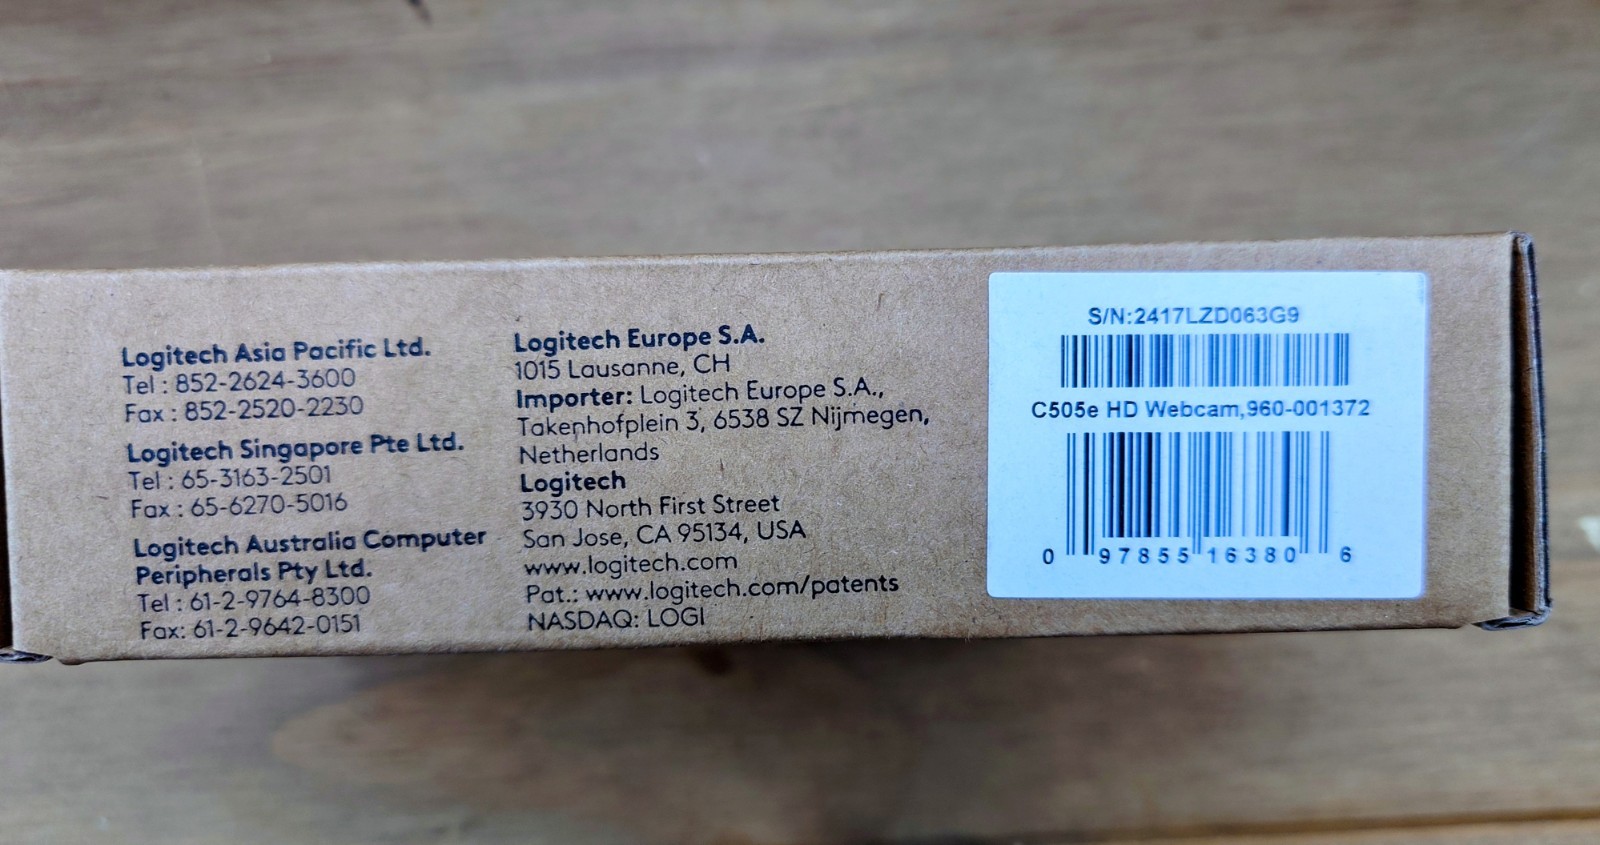 Logitech Asia Pacific Ltd.
Tel : 852-2624-3600
Fax : 852-2520-2230
Logitech Singapore Pte Ltd.
Tel : 65-3163-2501
Fax : 65-6270-5016
Logitech Australia Computer
Peripherals Pty Ltd.
Tel : 61-2-9764-8300
Fax: 61-2-9642-0151
Logitech Europe S.A.
1015 Lausanne, CH
Importer: Logitech Europe S.A.,
Takenhofplein 3, 6538 SZ Nijmegen,
Netherlands
Logitech
3930 North First Street
San Jose, CA 95134, USA
www.logitech.com
Pat.: www.logitech.com/patents
NASDAQ: LOGI
S/N:2417LZD063G9
C505e HD Webcam,960-001372
0 97855 16380 6